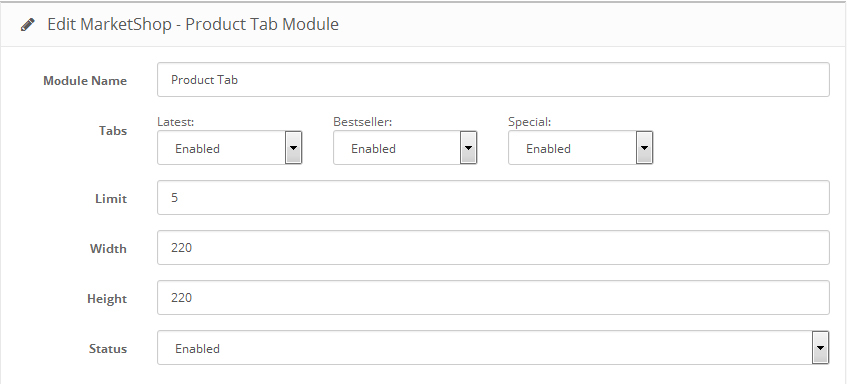 Edit MarketShop - Product Tab Module
Module Name Product Tab
Tabs Latest: Bestseller: Special:
Enabled Enabled Enabled
Limit 5
Width 220
Height 220
Status Enabled